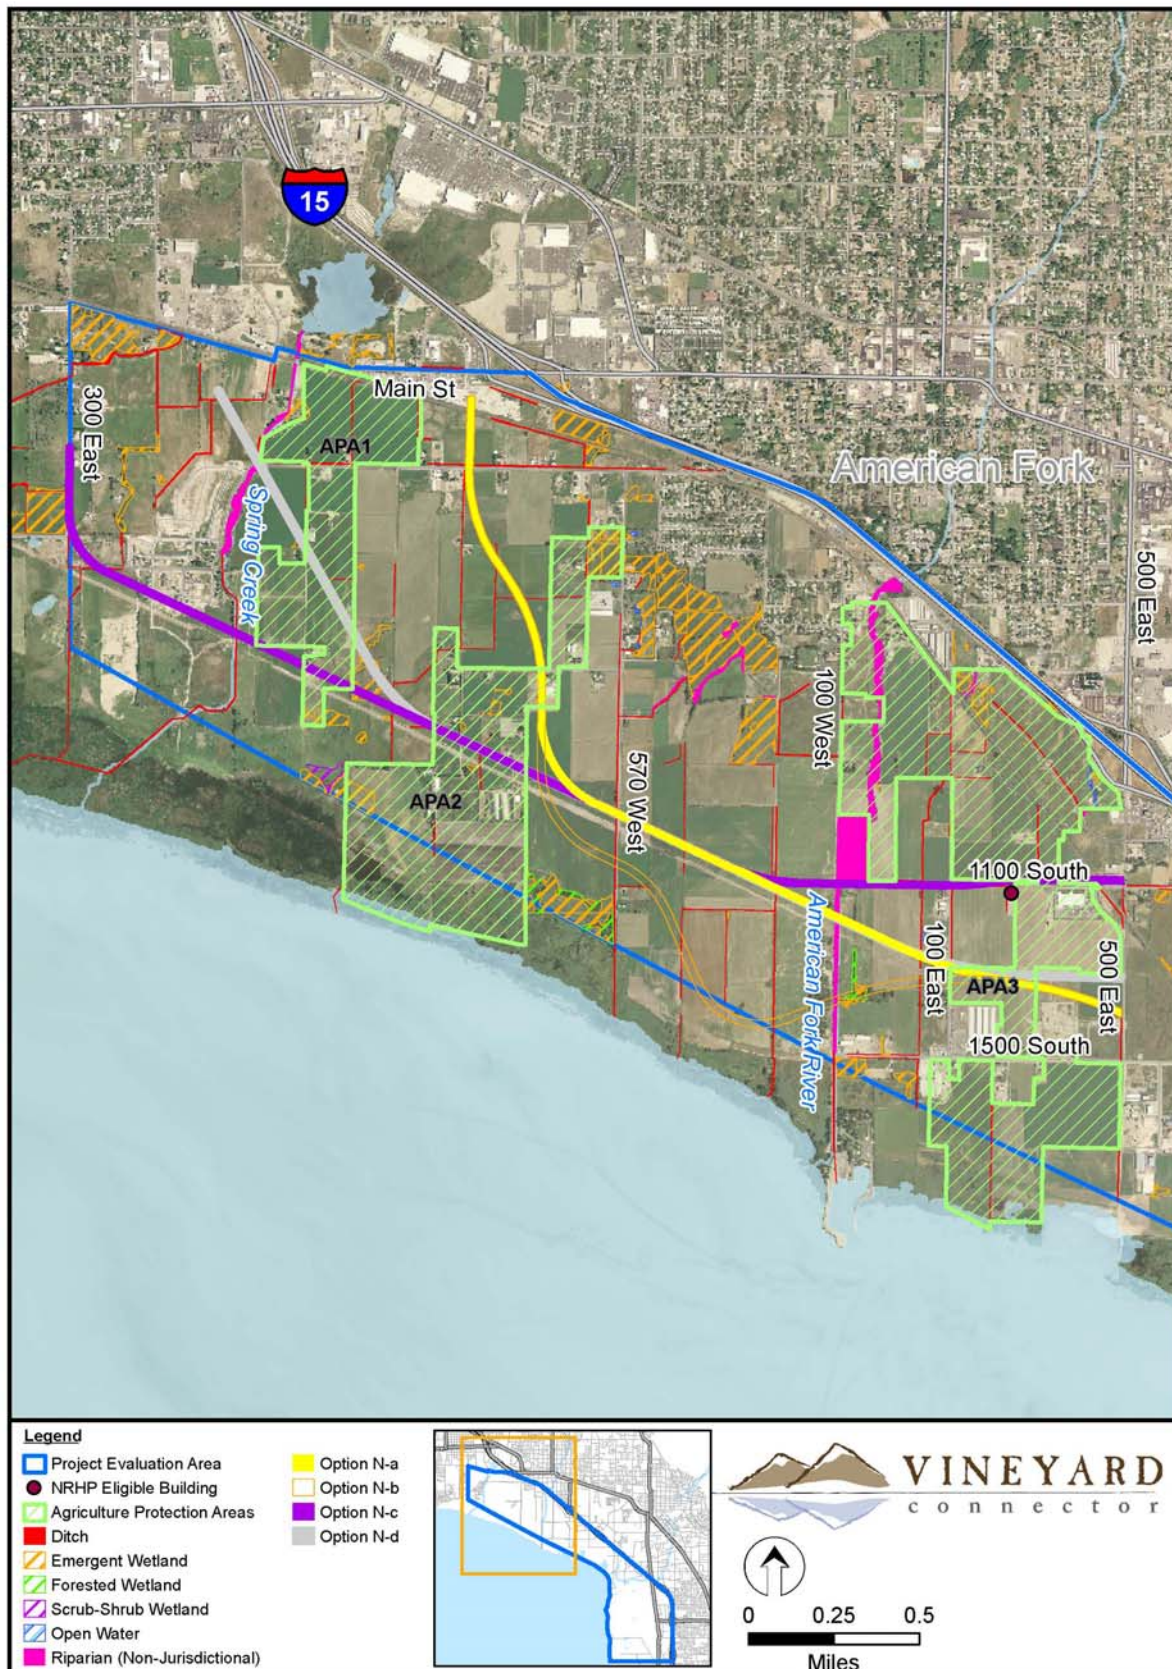 15
Main St
300 East
APA1
American Fork
Spring Creek
500 East
100 West
570 West
APA2
1100 South
American Fork River
100 East
500 East
APA3
1500 South
Legend
Project Evaluation Area
NRHP Eligible Building
Agriculture Protection Areas
Ditch
Emergent Wetland
Forested Wetland
Scrub-Shrub Wetland
Open Water
Riparian (Non-Jurisdictional)
Option N-a
Option N-b
Option N-c
Option N-d
VINEYARD
connector
0 0.25 0.5
Miles